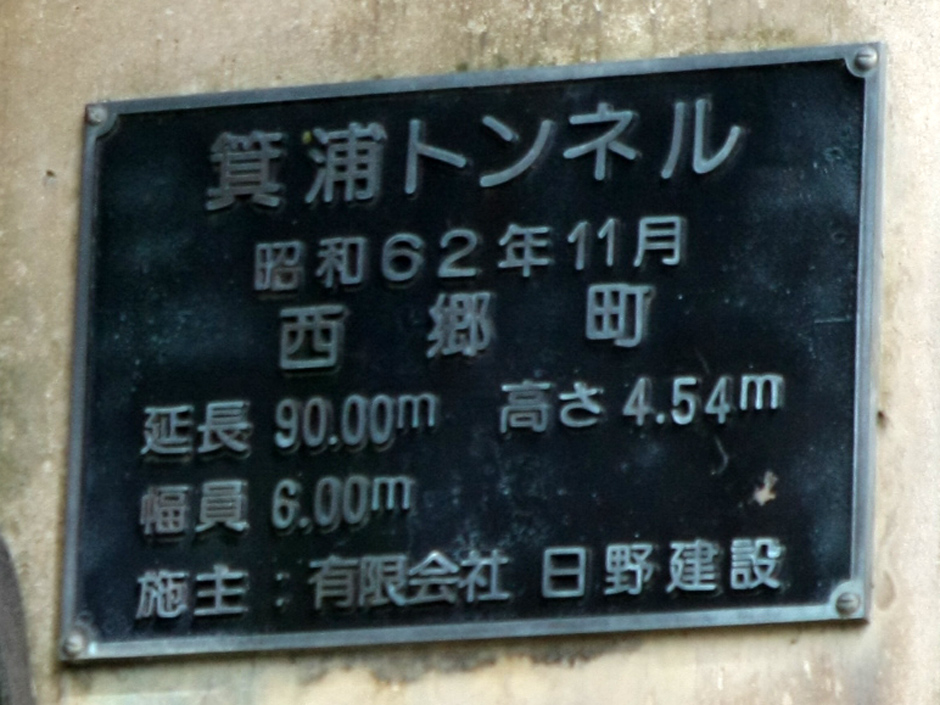 箕浦トンネル
昭和62年11月
西郷町
延長 90.00m 高さ 4.54m
幅員 6.00m
施主：有限会社 日野建設